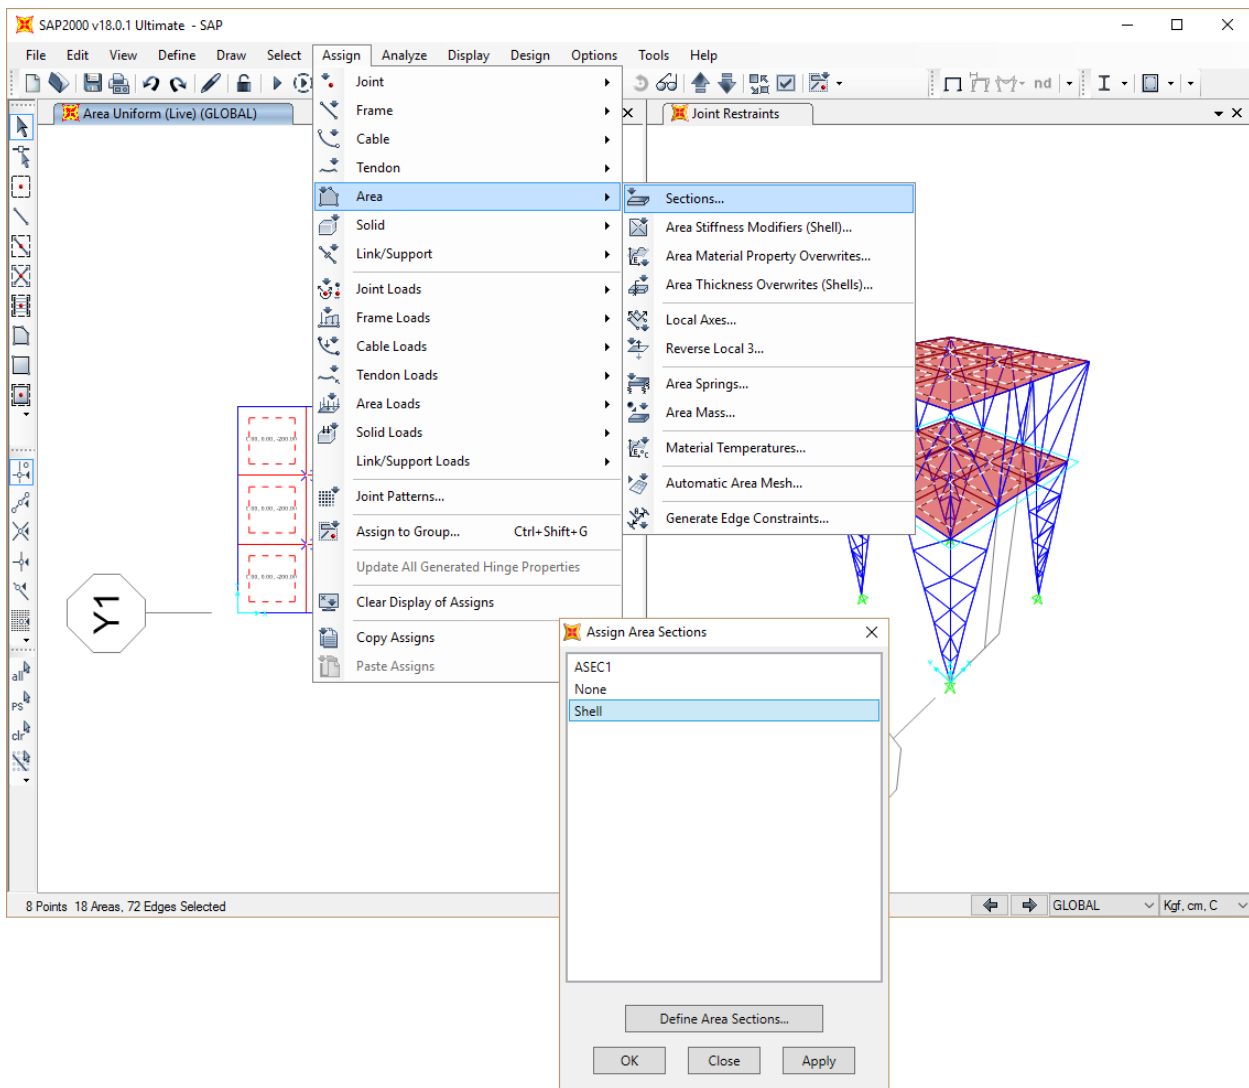 SAP2000 v18.0.1 Ultimate - SAP
File Edit View Define Draw Select Assign Analyze Display Design Options Tools Help
nd
Area Uniform (Live) (GLOBAL)
Joint Restraints
Joint
Frame
Cable
Tendon
Area
Solid
Link/Support
Joint Loads
Frame Loads
Cable Loads
Tendon Loads
Area Loads
Solid Loads
Link/Support Loads
Joint Patterns...
Assign to Group... Ctrl+Shift+G
Update All Generated Hinge Properties
Clear Display of Assigns
Copy Assigns
Paste Assigns
Sections...
Area Stiffness Modifiers (Shell)...
Area Material Property Overwrites...
Area Thickness Overwrites (Shells)...
Local Axes...
Reverse Local 3...
Area Springs...
Area Mass...
Material Temperatures...
Automatic Area Mesh...
Generate Edge Constraints...
all
PS
clr
Y1
Assign Area Sections
ASEC1
None
Shell
Define Area Sections...
OK Close Apply
8 Points 18 Areas, 72 Edges Selected
GLOBAL
Kgf, cm, C